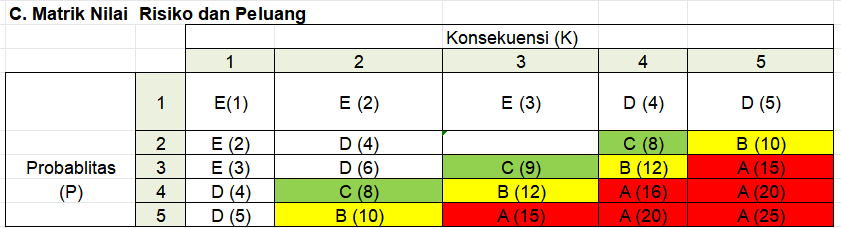 C. Matrik Nilai Risiko dan Peluang
Konsekuensi (K)
1 2 3 4 5
1 E(1) E (2) E (3) D (4) D (5)
2 E (2) D (4) C (8) B (10)
Probablitas 3 E (3) D (6) C (9) B (12) A (15)
(P) 4 D (4) C (8) B (12) A (16) A (20)
5 D (5) B (10) A (15) A (20) A (25)